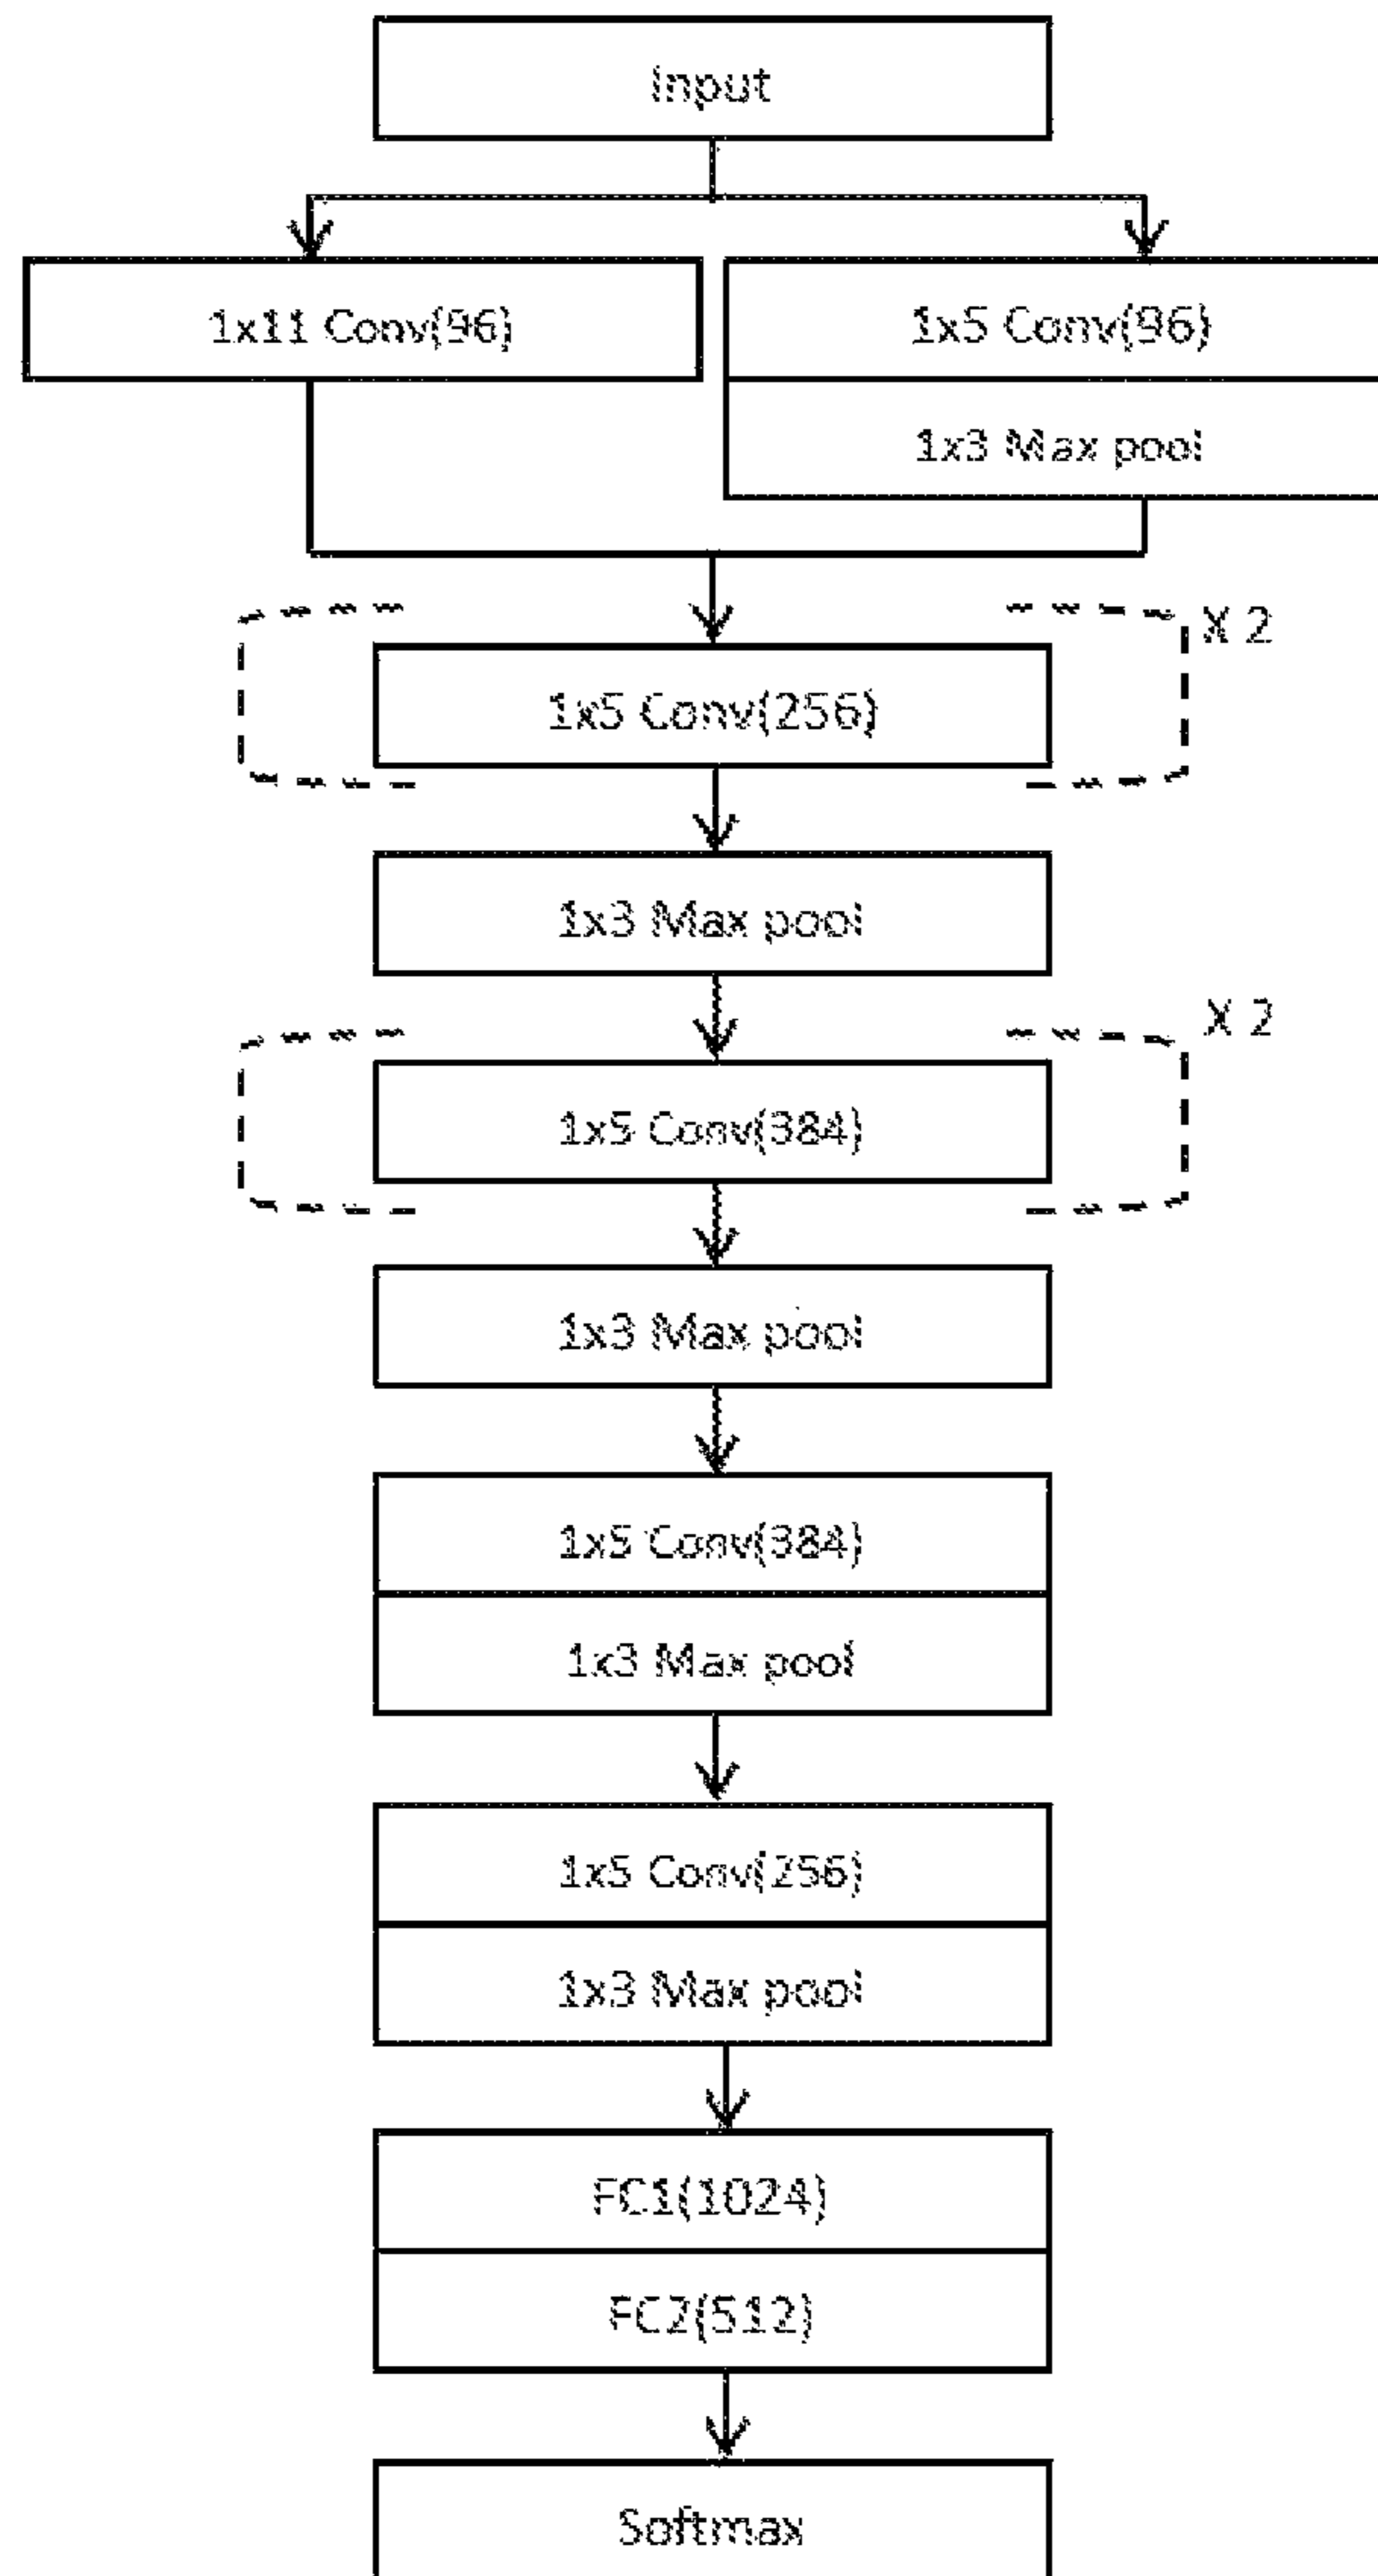 Input
1x11 Conv(96)
1x5 Conv(96)
1x3 Max pool
X 2
1x5 Conv(256)
1x3 Max pool
X 2
1x5 Conv(384)
1x3 Max pool
1x5 Conv(384)
1x3 Max pool
1x5 Conv(256)
1x3 Max pool
FC1(1024)
FC2(512)
Softmax